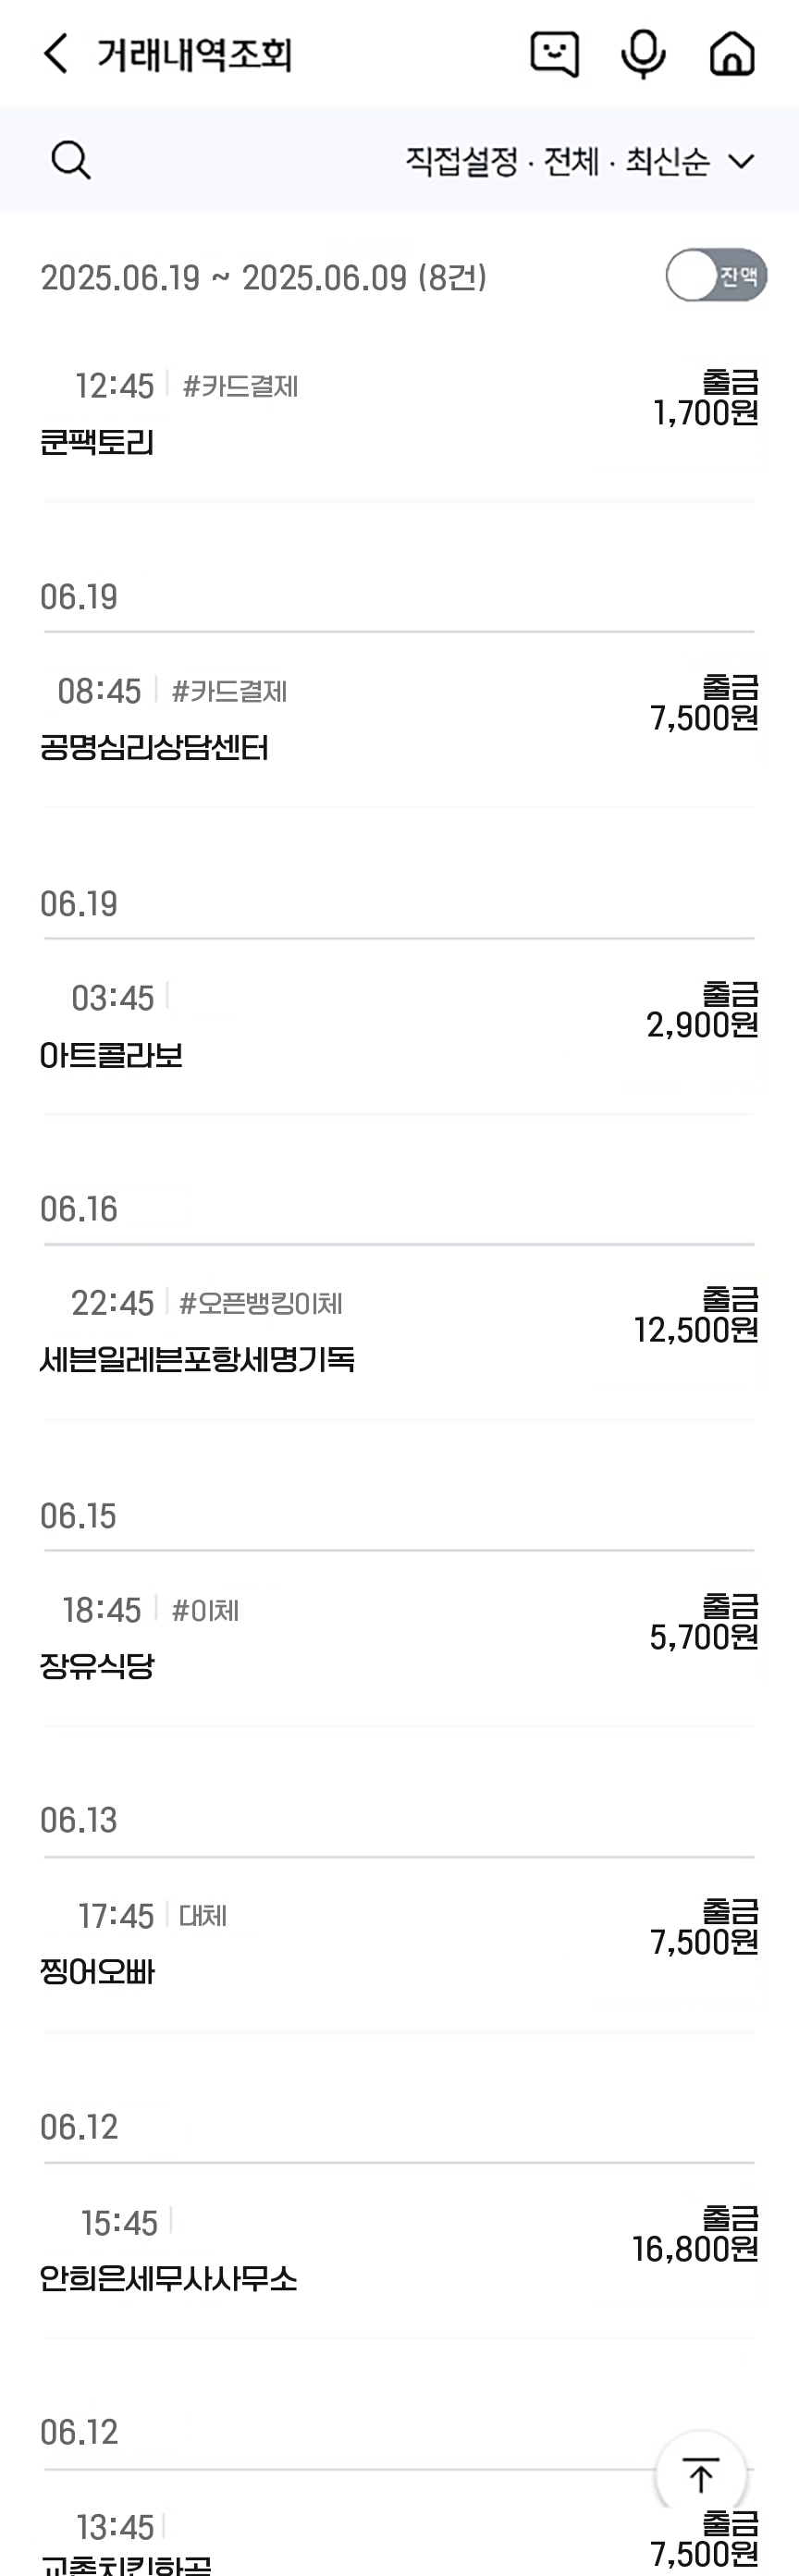 거래내역조회
직접설정 · 전체 · 최신순
2025.06.19 ~ 2025.06.09 (8건)
잔액
12:45 #카드결제
출금
쿤팩토리
1,700원
06.19
08:45 #카드결제
출금
공명심리상담센터
7,500원
06.19
03:45
출금
아트콜라보
2,900원
06.16
22:45 #오픈뱅킹이체
출금
세븐일레븐포항세명기독
12,500원
06.15
18:45 #이체
출금
장유식당
5,700원
06.13
17:45 대체
출금
찡어오빠
7,500원
06.12
15:45
출금
안희은세무사사무소
16,800원
06.12
13:45
출금
7,500원